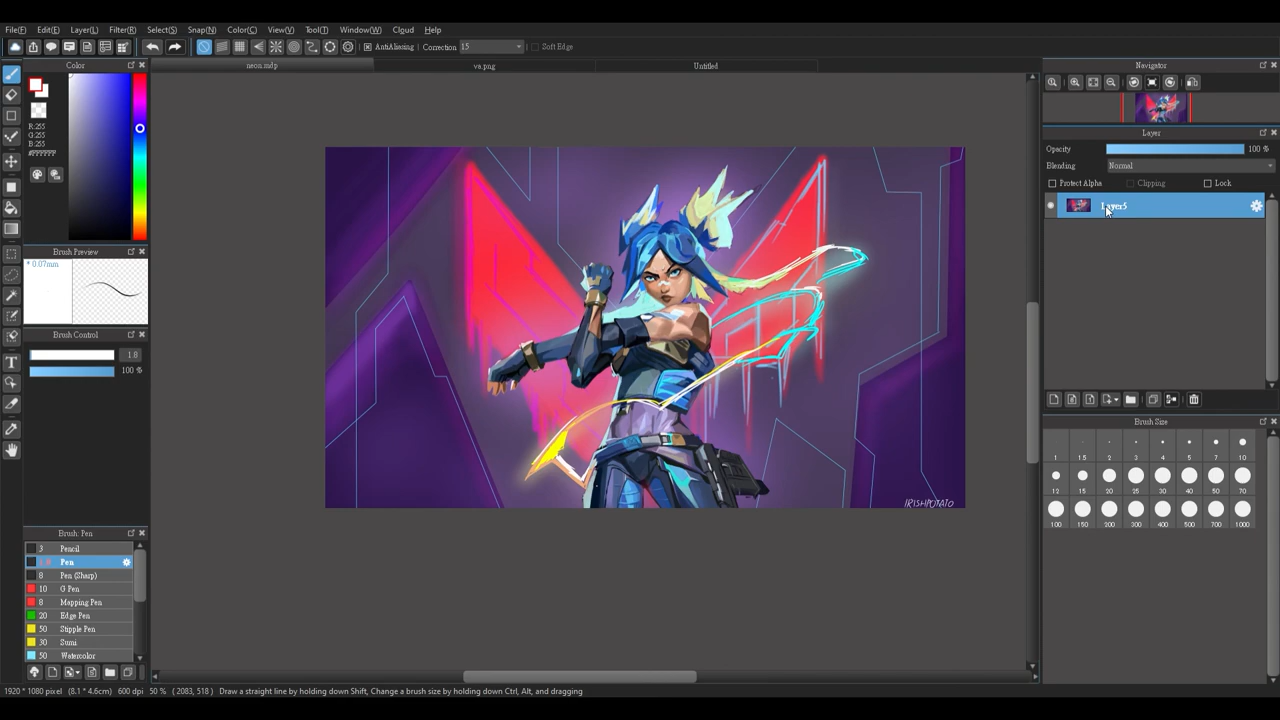 File(F) Edit(E) Layer(L) Filter(R) Select(S) Snap(N) Color(C) View(V) Tool(T) Window(W) Cloud Help
AntiAliasing Correction 15 Soft Edge
Color
neon.mdp va.png Untitled
Navigator
R:255
G:255
B:255
#FFFFFF
Layer
Opacity 100 %
Blending Normal
Protect Alpha Clipping Lock
Layer5
Brush Preview
* 0.07mm
Brush Control
1.8
100 %
IRISHPOTATO
Brush Size
1 1.5 2 3 4 5 7 10
12 15 20 25 30 40 50 70
100 150 200 300 400 500 700 1000
Brush: Pen
3 Pencil
Pen
8 Pen (Sharp)
10 G Pen
8 Mapping Pen
20 Edge Pen
50 Stipple Pen
30 Sumi
50 Watercolor
1920 * 1080 pixel (8.1 * 4.6cm) 600 dpi 50 % ( 2083, 518 ) Draw a straight line by holding down Shift, Change a brush size by holding down Ctrl, Alt, and dragging